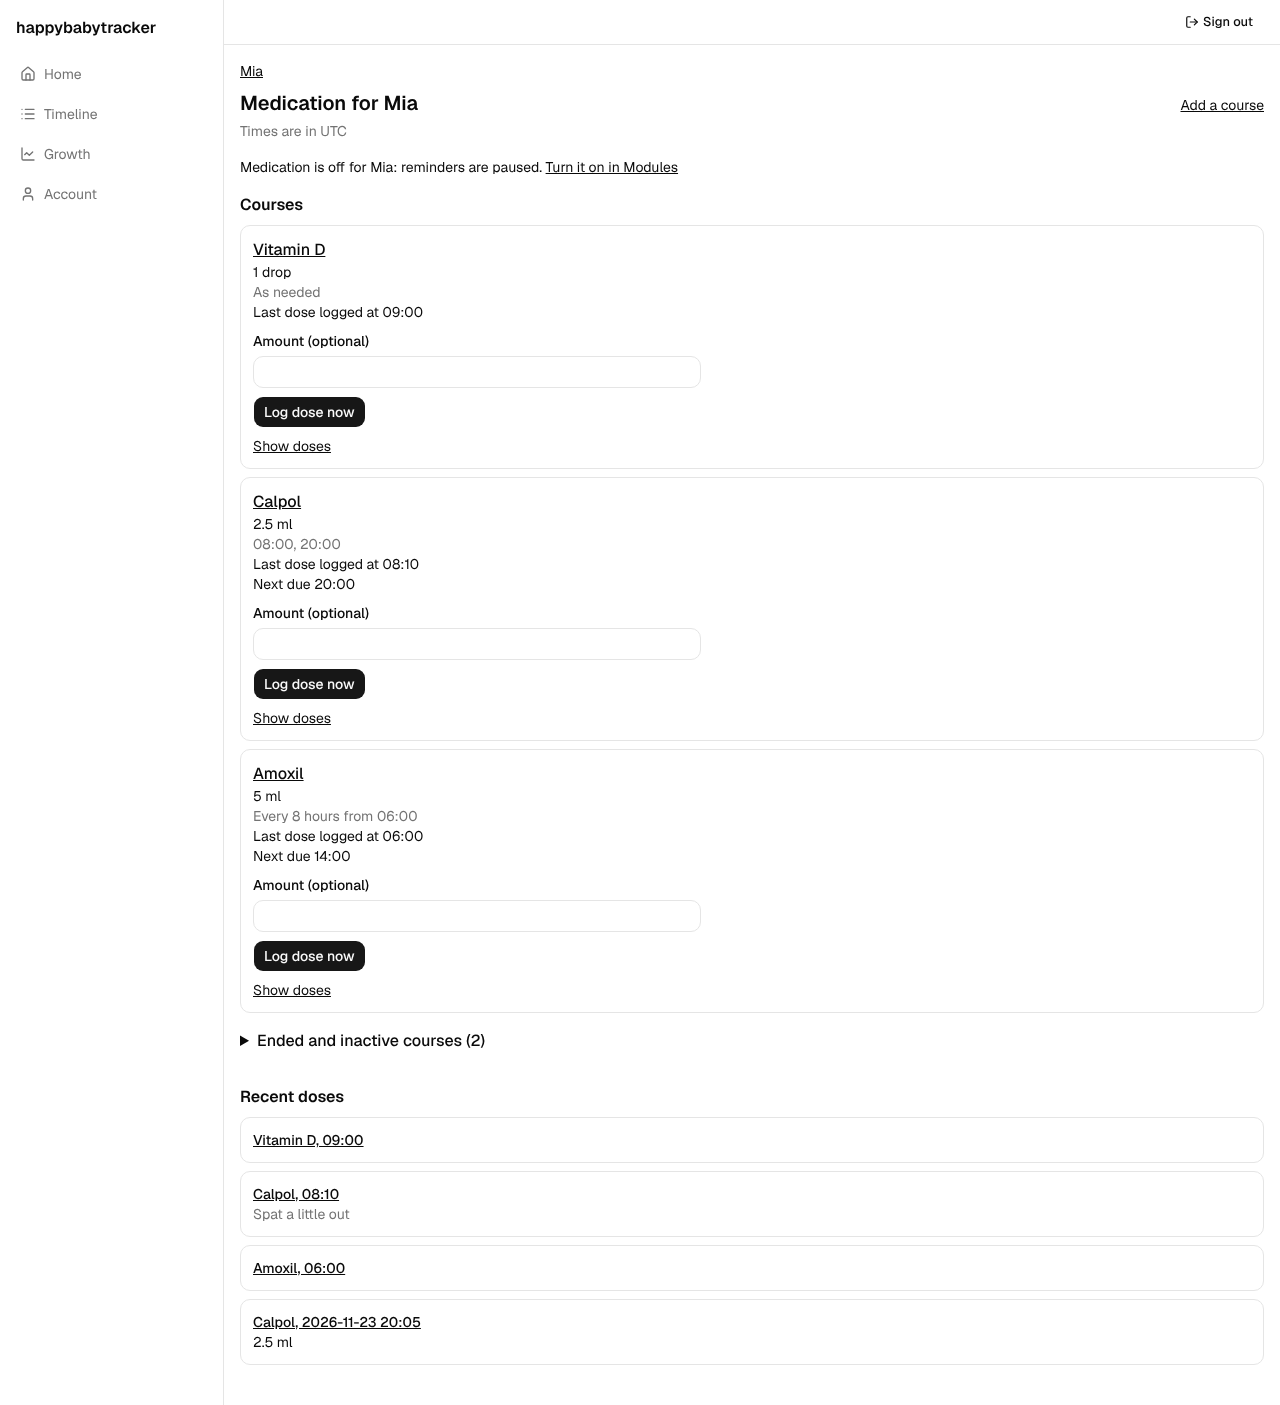 happybabytracker
Home
Timeline
Growth
Account
Sign out
Mia
Medication for Mia
Add a course
Times are in UTC
Medication is off for Mia: reminders are paused. Turn it on in Modules
Courses
Vitamin D
1 drop
As needed
Last dose logged at 09:00
Amount (optional)
Log dose now
Show doses
Calpol
2.5 ml
08:00, 20:00
Last dose logged at 08:10
Next due 20:00
Amount (optional)
Log dose now
Show doses
Amoxil
5 ml
Every 8 hours from 06:00
Last dose logged at 06:00
Next due 14:00
Amount (optional)
Log dose now
Show doses
Ended and inactive courses (2)
Recent doses
Vitamin D, 09:00
Calpol, 08:10
Spat a little out
Amoxil, 06:00
Calpol, 2026-11-23 20:05
2.5 ml